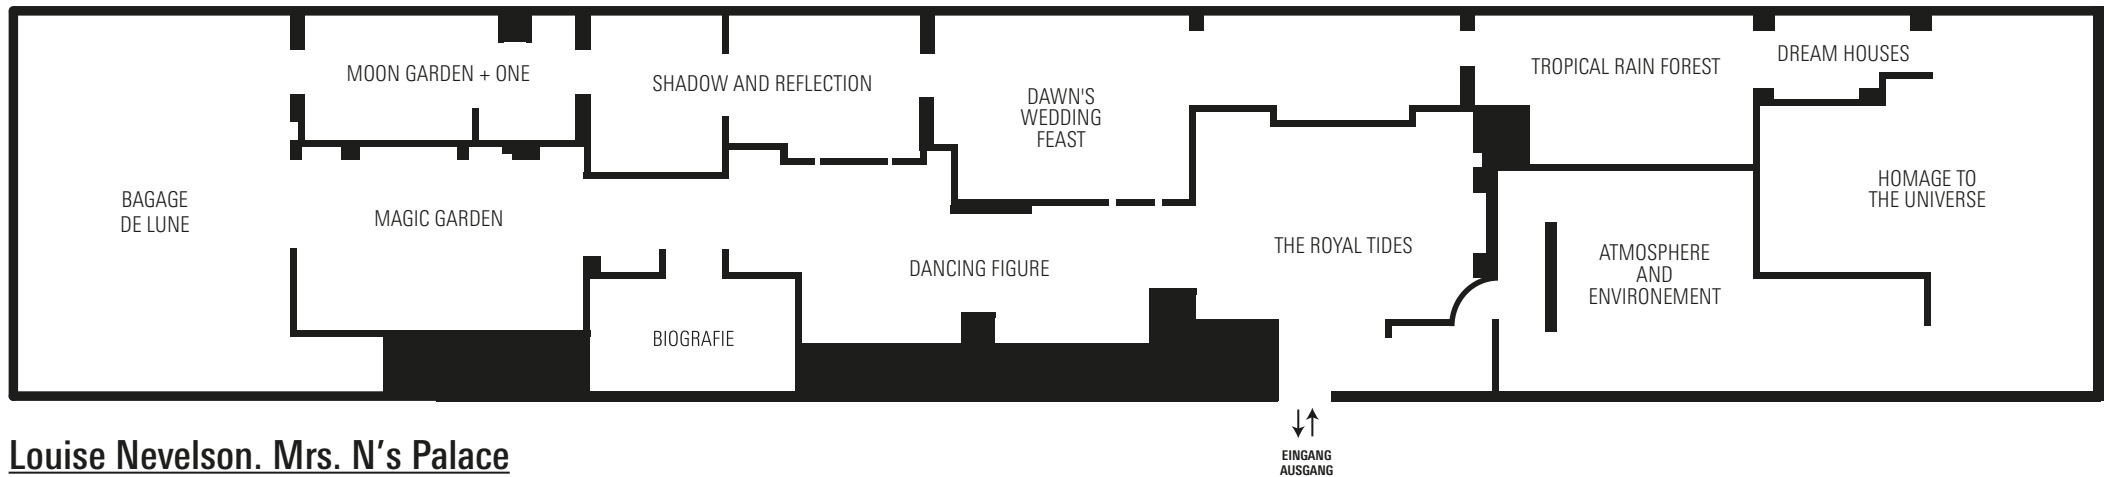 MOON GARDEN + ONE
SHADOW AND REFLECTION
DAWN'S
WEDDING
FEAST
TROPICAL RAIN FOREST
DREAM HOUSES
BAGAGE
DE LUNE
MAGIC GARDEN
DANCING FIGURE
THE ROYAL TIDES
ATMOSPHERE
AND
ENVIRONEMENT
HOMAGE TO
THE UNIVERSE
BIOGRAFIE
EINGANG
AUSGANG
Louise Nevelson. Mrs. N's Palace